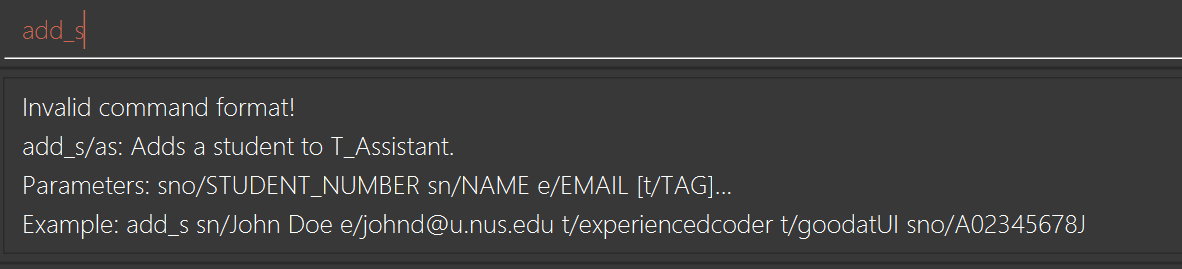 add_s
Invalid command format!
add_s/as: Adds a student to T_Assistant.
Parameters: sno/STUDENT_NUMBER sn/NAME e/EMAIL [t/TAG]...
Example: add_s sn/John Doe e/johnd@u.nus.edu t/experiencedcoder t/goodatUI sno/A02345678J